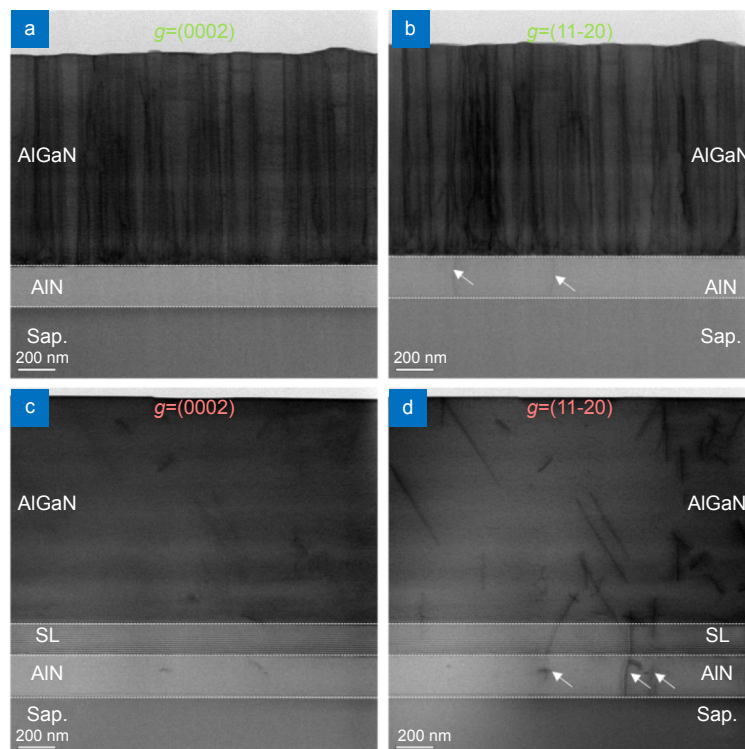 a
g=(0002)
AlGaN
AlN
Sap.
200 nm
b
g=(11-20)
AlGaN
AlN
Sap.
200 nm
c
g=(0002)
AlGaN
SL
AlN
Sap.
200 nm
d
g=(11-20)
AlGaN
SL
AlN
Sap.
200 nm